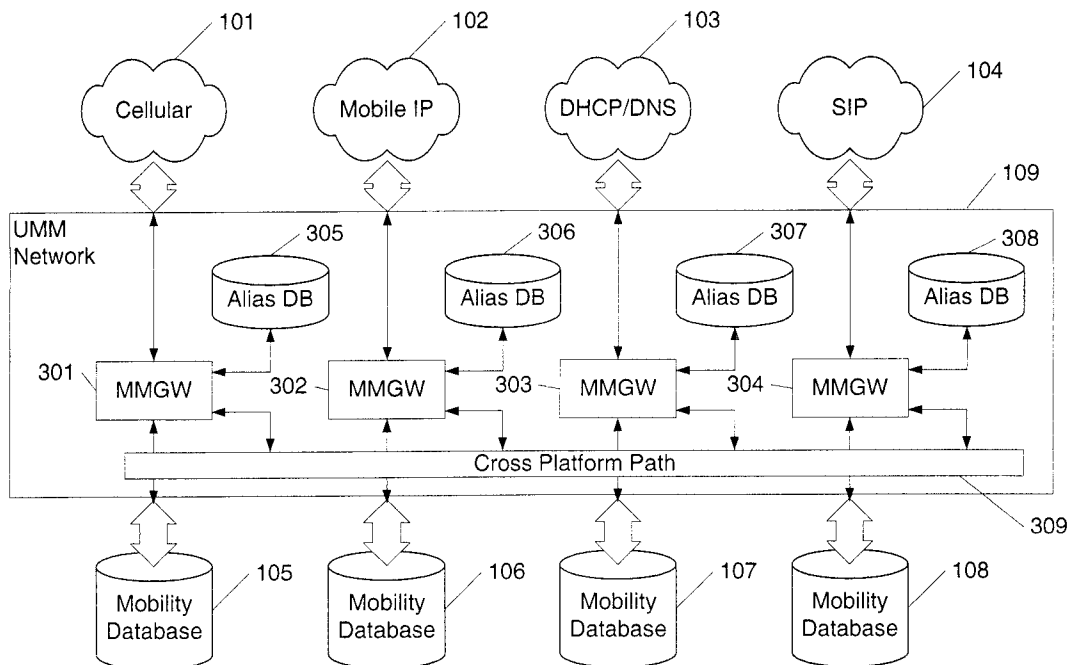 101
102
103
104
Cellular
Mobile IP
DHCP/DNS
SIP
109
UMM
Network
305
306
307
308
Alias DB
Alias DB
Alias DB
Alias DB
301
MMGW
302
MMGW
303
MMGW
304
MMGW
Cross Platform Path
309
105
106
107
108
Mobility
Database
Mobility
Database
Mobility
Database
Mobility
Database